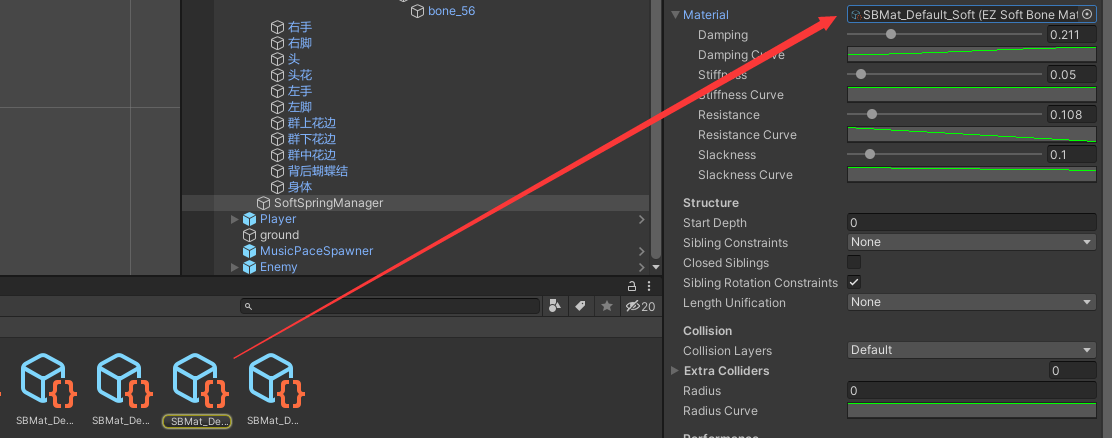 bone_56
右手
右脚
头
头花
左手
左脚
群上花边
群下花边
群中花边
背后蝴蝶结
身体
SoftSpringManager
Player
ground
MusicPaceSpawner
Enemy
20
SBMat_De...
SBMat_De...
SBMat_De...
SBMat_D...
Material
SBMat_Default_Soft (EZ Soft Bone Mat
Damping
0.211
Damping Curve
Stiffness
0.05
Stiffness Curve
Resistance
0.108
Resistance Curve
Slackness
0.1
Slackness Curve
Structure
Start Depth
0
Sibling Constraints
None
Closed Siblings
Sibling Rotation Constraints
Length Unification
None
Collision
Collision Layers
Default
Extra Colliders
0
Radius
0
Radius Curve